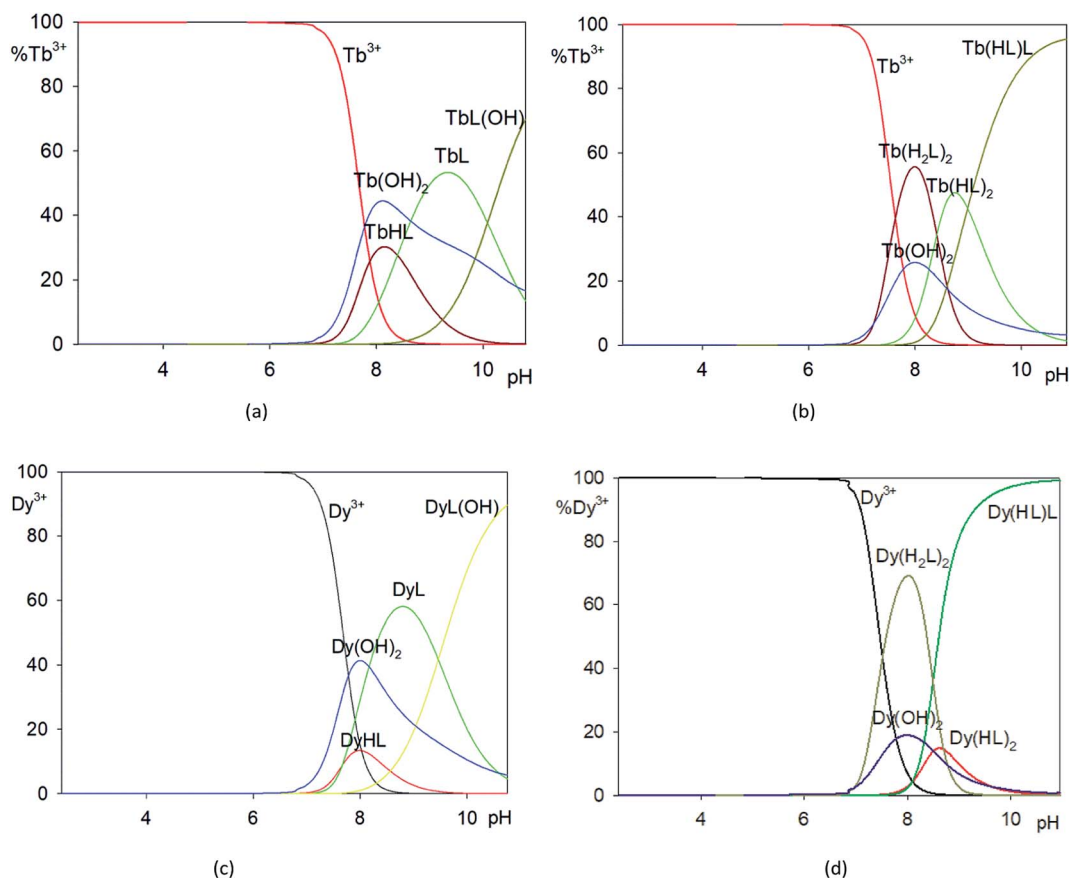 100
%Tb³⁺
80
60
40
20
0
Tb³⁺
TbL(OH)
TbL
Tb(OH)₂
TbHL
4
6
8
10
pH
(a)
100
%Tb³⁺
80
60
40
20
0
Tb³⁺
Tb(HL)L
Tb(H₂L)₂
Tb(HL)₂
Tb(OH)₂
4
6
8
10
pH
(b)
100
Dy³⁺
80
60
40
20
0
Dy³⁺
DyL(OH)
DyL
Dy(OH)₂
DyHL
4
6
8
10
pH
(c)
100
%Dy³⁺
80
60
40
20
0
Dy³⁺
Dy(HL)L
Dy(H₂L)₂
Dy(OH)₂
Dy(HL)₂
4
6
8
10
pH
(d)